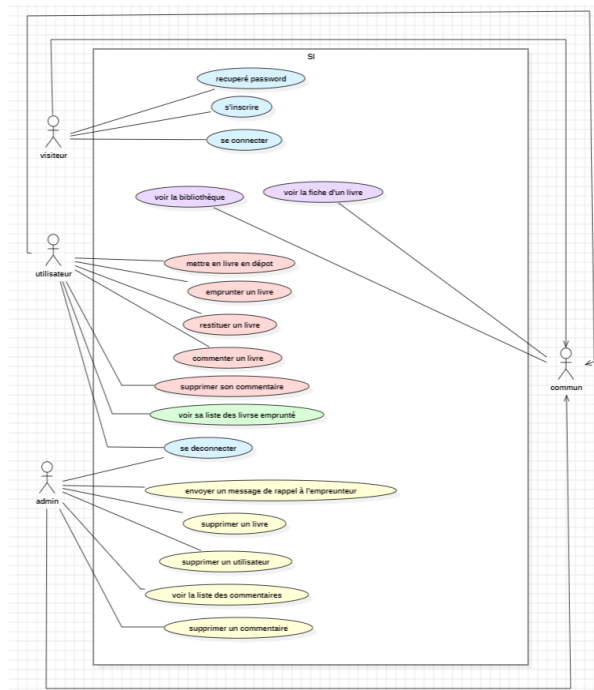 SI
recuperé password
s'inscrire
se connecter
visiteur
voir la bibliothèque
voir la fiche d'un livre
utilisateur
mettre en livre en dépot
emprunter un livre
restituer un livre
commenter un livre
commun
supprimer son commentaire
voir sa liste des livrse emprunté
se deconnecter
admin
envoyer un message de rappel à l'empreunteur
supprimer un livre
supprimer un utilisateur
voir la liste des commentaires
supprimer un commentaire